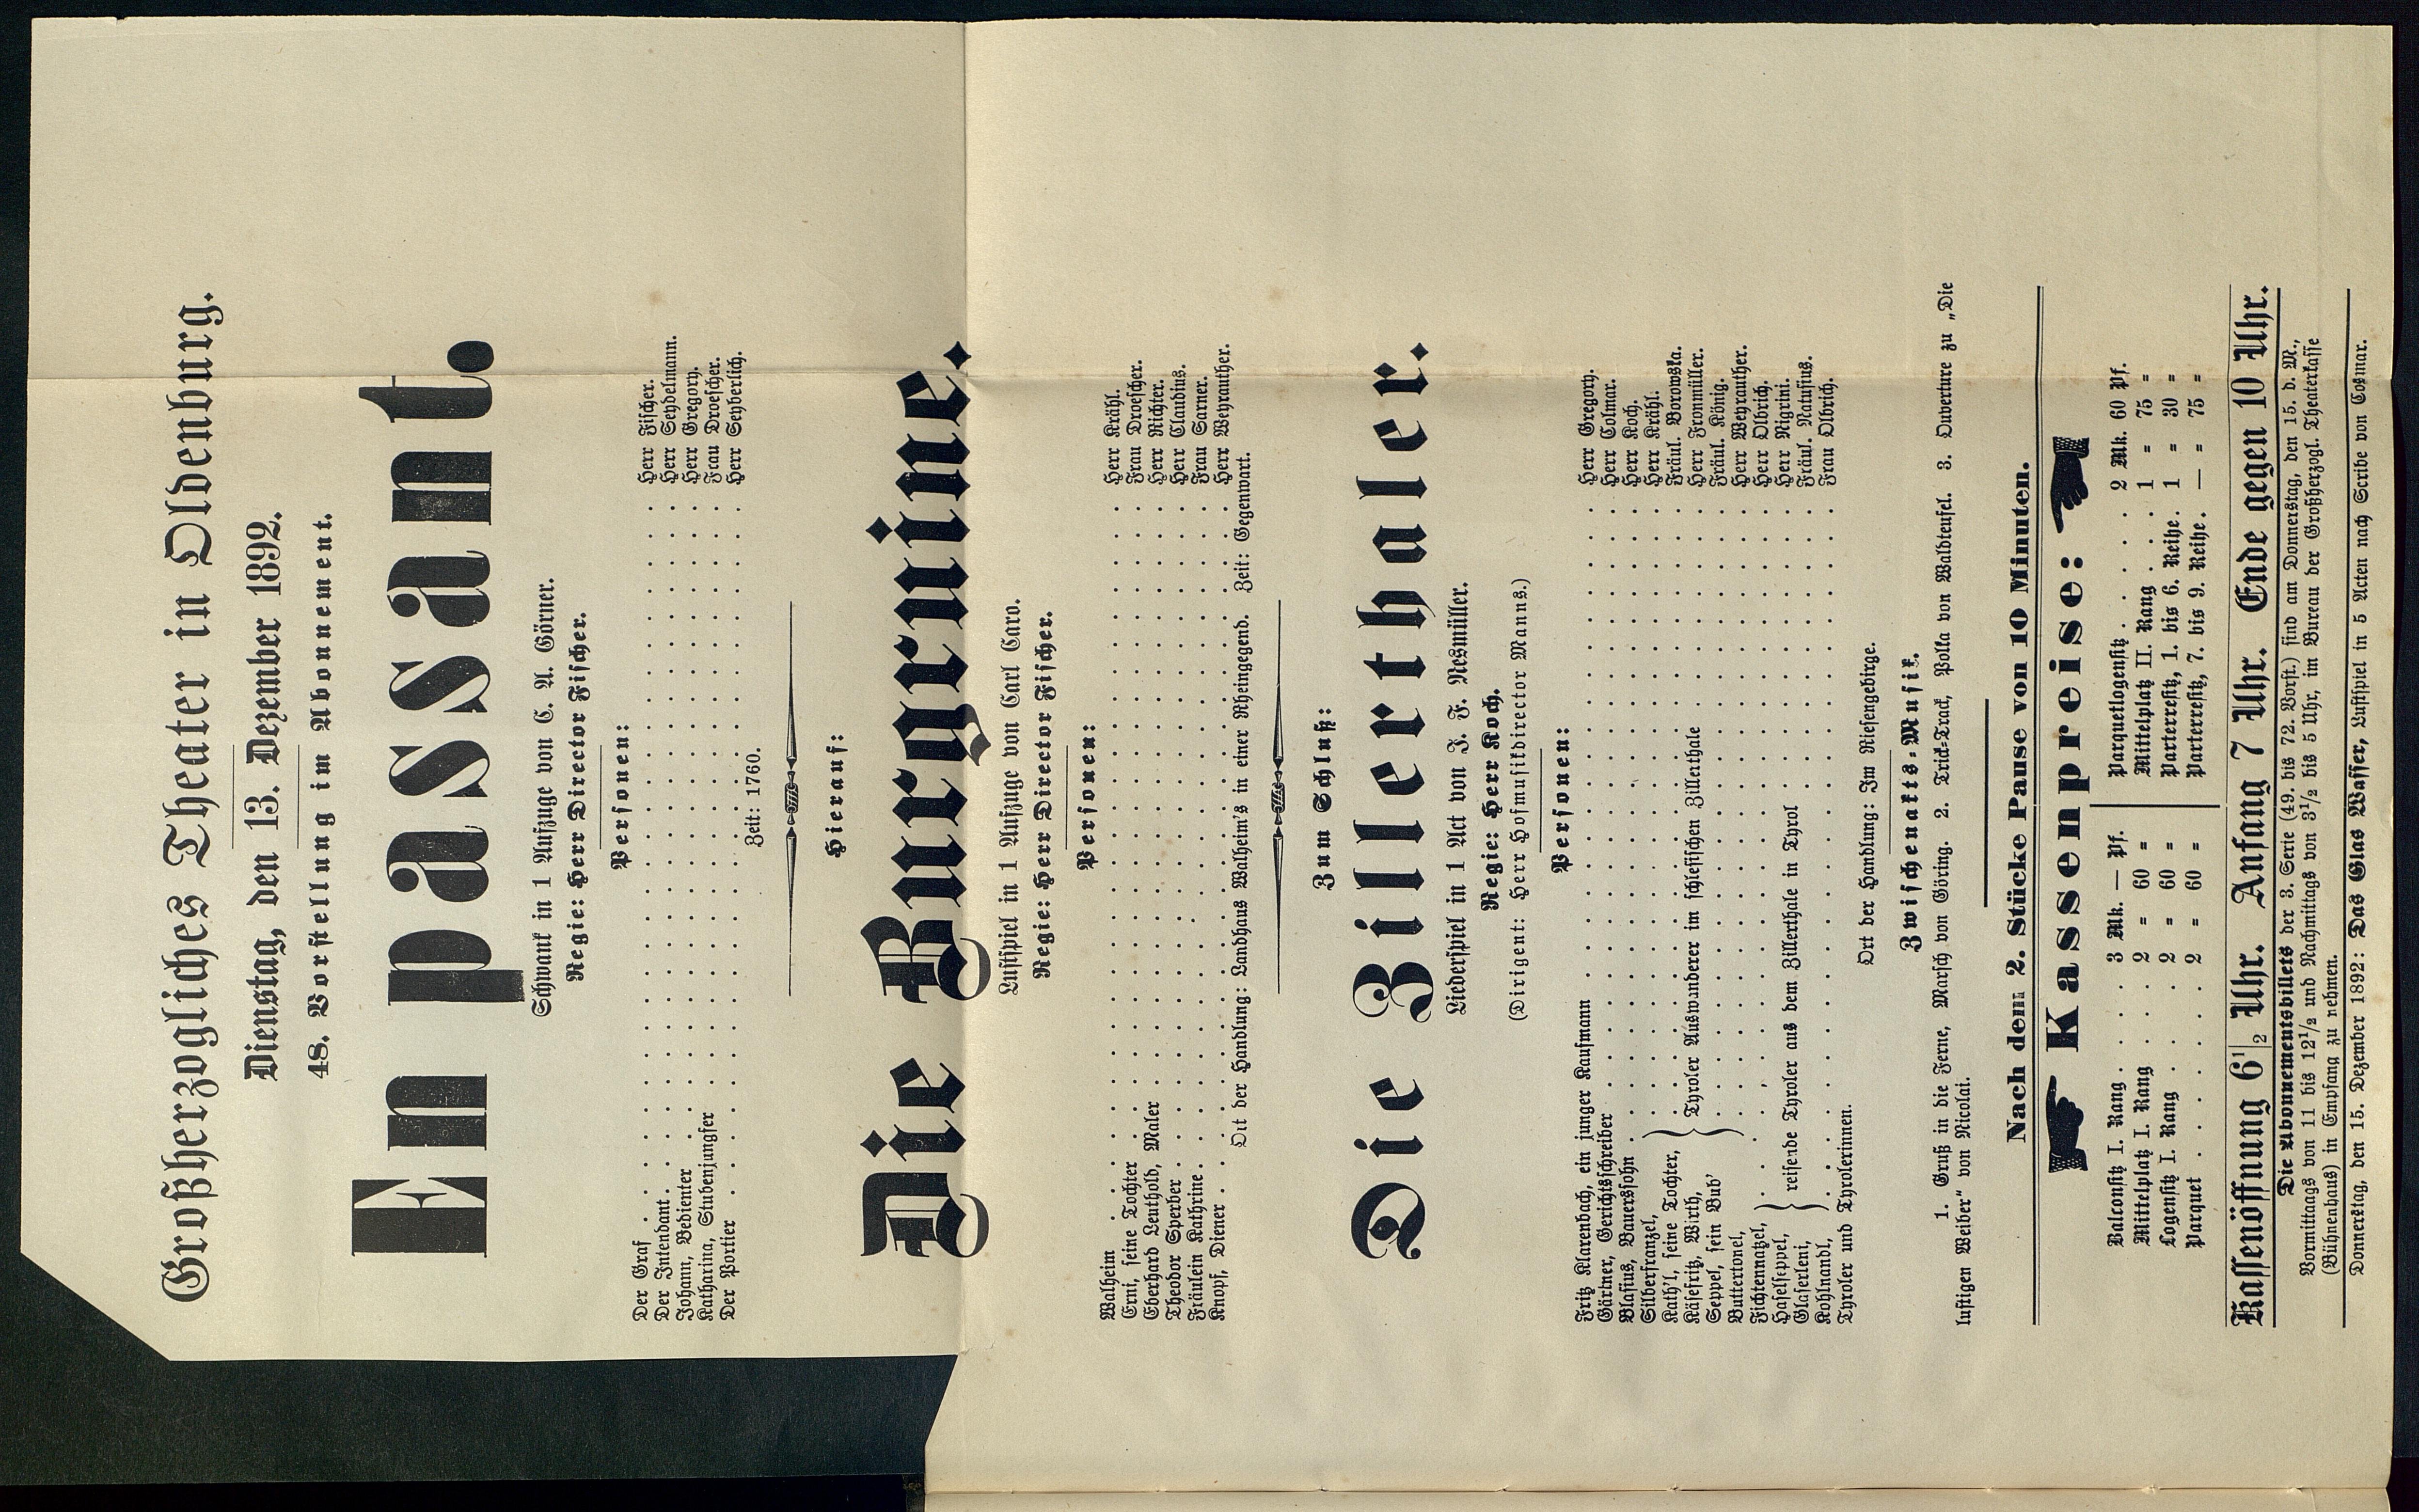 Großherzogliches Theater in Oldenburg.
Dienstag, den 13. Dezember 1892.
48. Vorstellung im Abonnement.
En passant.
Schwank in 1 Aufzuge von C. A. Görner.
Regie: Herr Director Fischer.
Personen:
Der Graf . . . Herr Fischer.
Der Intendant . . . Herr Seydelmann.
Johann, Bedienter . . . Herr Gregory.
Katharina, Stubenjungfer . . . Frau Droescher.
Der Portier . . . Herr Seyberlich.
Zeit: 1760.
Hierauf:
Die Burgruine.
Lustspiel in 1 Aufzuge von Carl Caro.
Regie: Herr Director Fischer.
Personen:
Walheim . . . Herr Krähl.
Erni, seine Tochter . . . Frau Droescher.
Eberhard Leuthold, Maler . . . Herr Richter.
Theodor Sperber . . . Herr Claudius.
Fräulein Kathrine . . . Frau Sarner.
Knopf, Diener . . . Herr Weyrauther.
Ort der Handlung: Landhaus Walheim's in einer Rheingegend. Zeit: Gegenwart.
Zum Schluß:
Die Zillerthaler.
Liederspiel in 1 Act von J. F. Nesmüller.
Regie: Herr Koch.
(Dirigent: Herr Hofmusikdirector Manns.)
Personen:
Fritz Klarenbach, ein junger Kaufmann . . . Herr Gregory.
Gärtner, Gerichtsschreiber . . . Herr Colmar.
Blasius, Bauerssohn . . . Herr Koch.
Silberfranzel, . . . Herr Krähl.
Kath'l, seine Tochter, . . . Fräul. Borowska.
Käsefritz, Wirth, } Tyroler Auswanderer im schlesischen Zillerthale . . . Herr Fronmüller.
Seppel, sein Bub' . . . Fräul. König.
Buttertonel, . . . Herr Weyrauther.
Fichtennatzel, . . . Herr Olbrich.
Haselseppel, } reisende Tyroler aus dem Zillerthale in Tyrol . . . Herr Nigrini.
Glaserleni, . . . Fräul. Natusius.
Kohlnandl, . . . Frau Olbrich.
Tyroler und Tyrolerinnen.
Ort der Handlung: Im Riesengebirge.
Zwischenakts-Musik.
1. Gruß in die Ferne, Marsch von Göring. 2. Trick-Track, Polka von Waldteufel. 3. Ouverture zu „Die
lustigen Weiber" von Nicolai.
Nach dem 2. Stücke Pause von 10 Minuten.
Kassenpreise:
Balconsitz I. Rang . . . 3 Mk. — Pf. Parquetlogensitz . . . 2 Mk. 60 Pf.
Mittelplatz I. Rang 2 = 60 = Mittelplatz II. Rang . . . 1 = 75 =
Logensitz I. Rang . . . 2 = 60 = Parterresitz, 1. bis 6. Reihe. 1 = 30 =
Parquet . . . 2 = 60 = Parterresitz, 7. bis 9. Reihe. — = 75 =
Kassenöffnung 6 1/2 Uhr. Anfang 7 Uhr. Ende gegen 10 Uhr.
Die Abonnementsbillets der 3. Serie (49. bis 72. Vorst.) sind am Donnerstag, den 15. d. M.,
Vormittags von 11 bis 12 1/2 und Nachmittags von 3 1/2 bis 5 Uhr, im Bureau der Großherzogl. Theaterkasse
(Bühnenhaus) in Empfang zu nehmen.
Donnerstag, den 15. Dezember 1892: Das Glas Wasser, Lustspiel in 5 Acten nach Scribe von Cosmar.